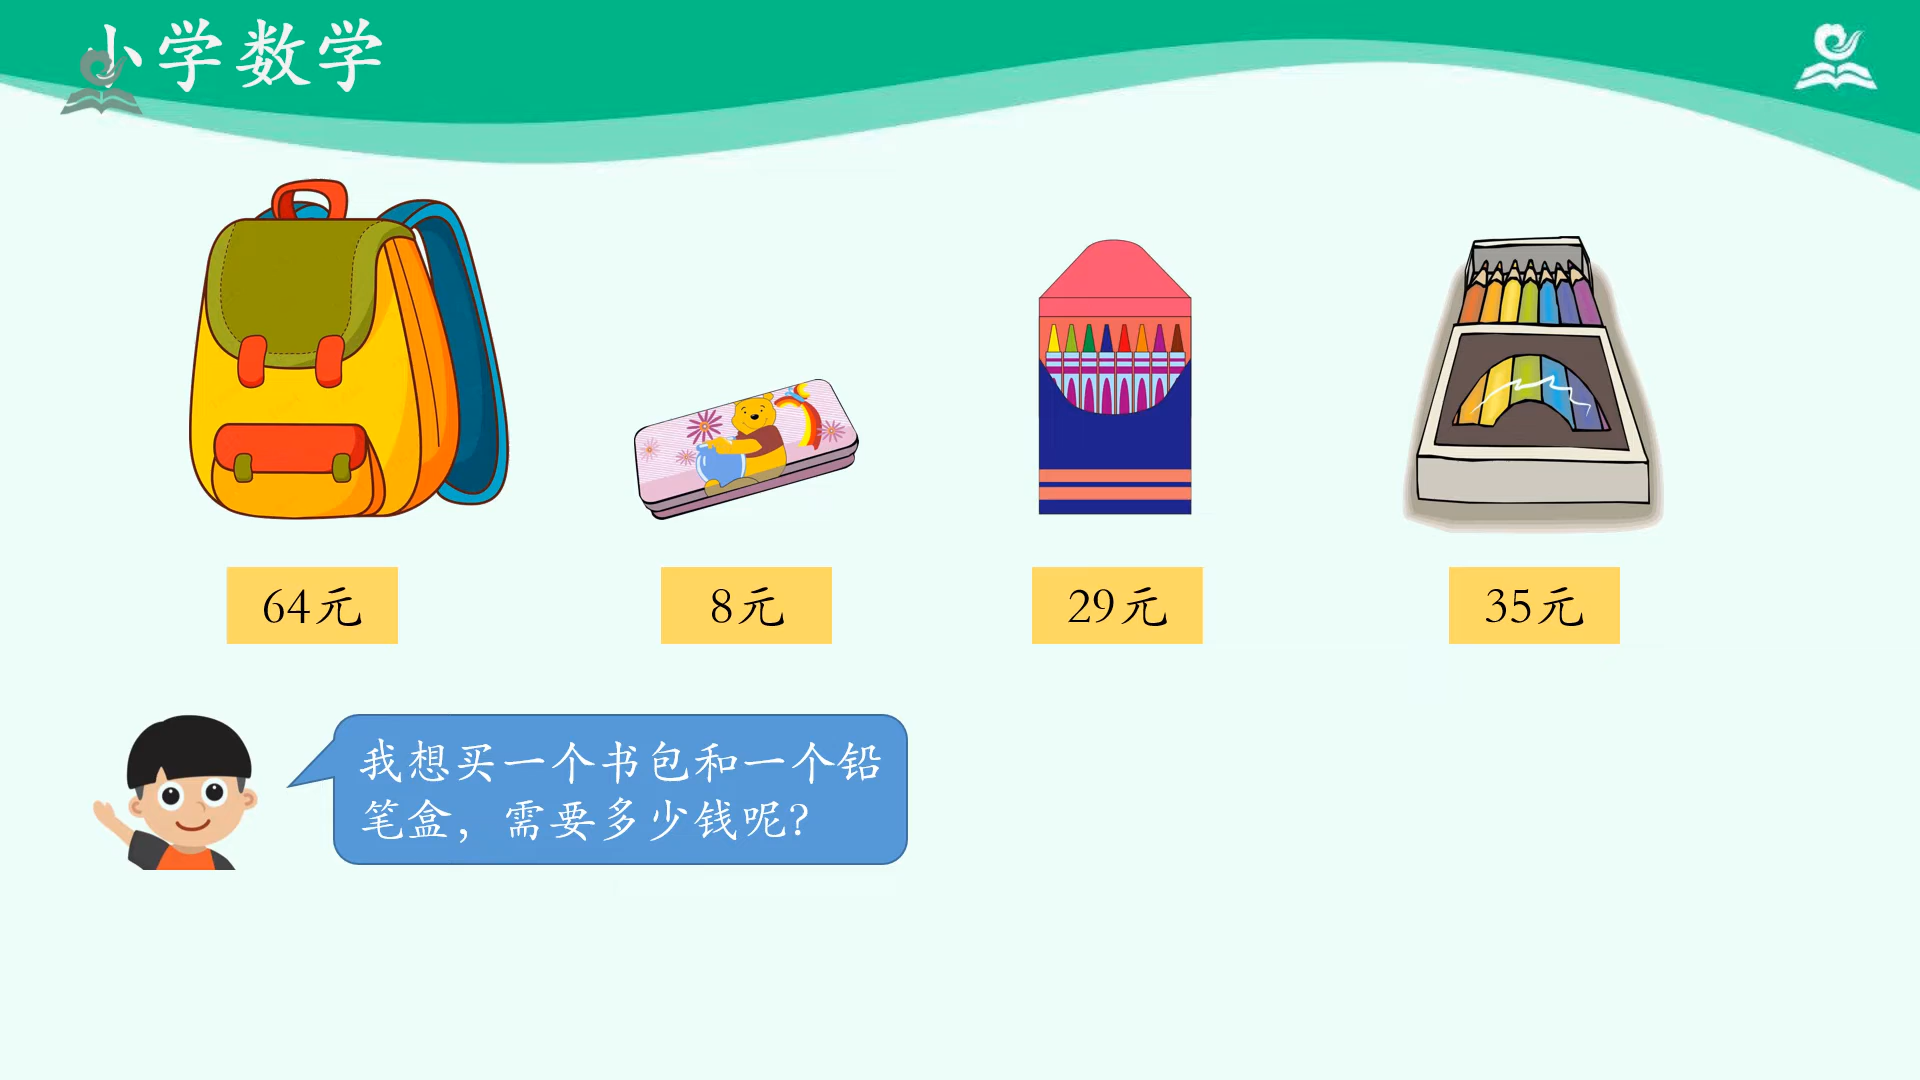 小学数学
64元
8元
29元
35元
我想买一个书包和一个铅
笔盒，需要多少钱呢？